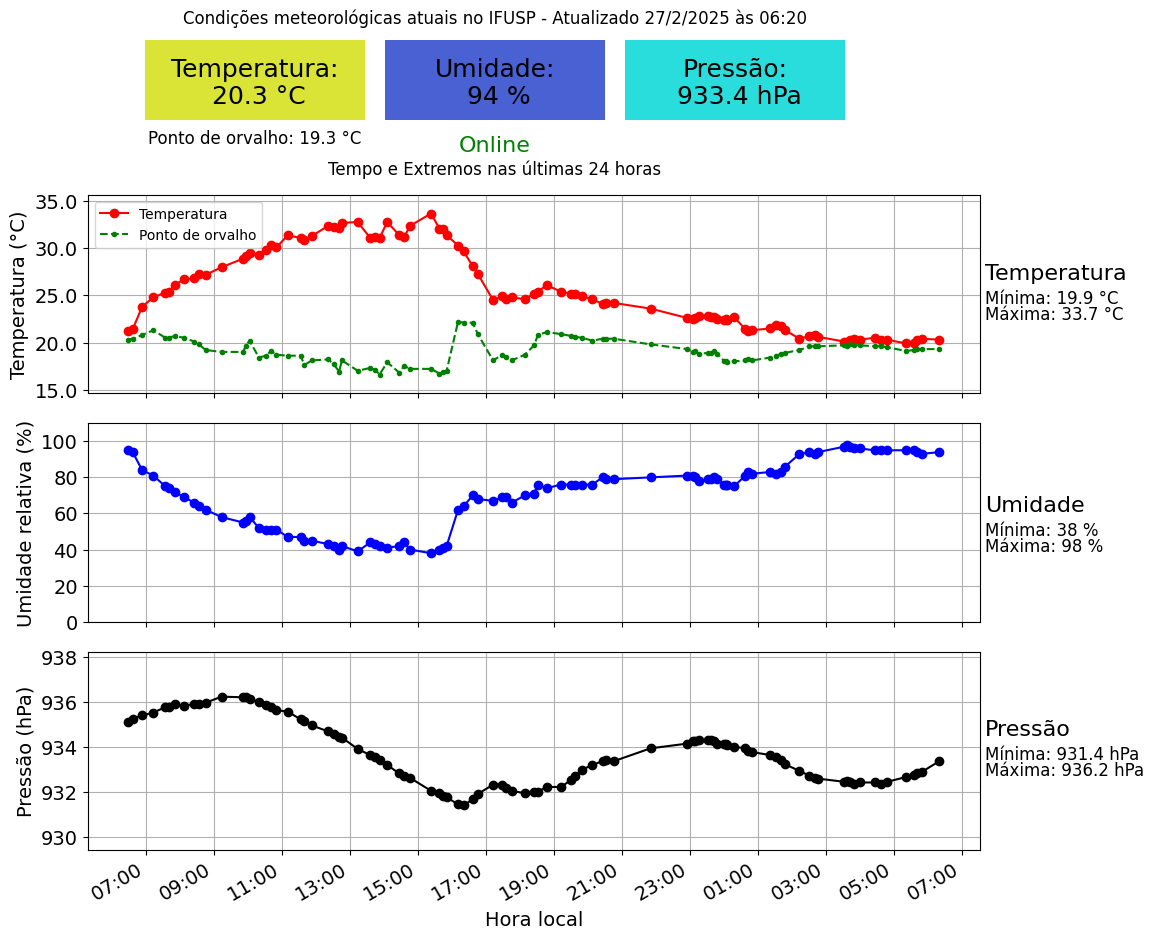 Condições meteorológicas atuais no IFUSP - Atualizado 27/2/2025 às 06:20
Temperatura:
20.3 °C
Umidade:
94 %
Pressão:
933.4 hPa
Ponto de orvalho: 19.3 °C
Online
Tempo e Extremos nas últimas 24 horas
Temperatura (°C)
35.0
30.0
25.0
20.0
15.0
Temperatura
Ponto de orvalho
Temperatura
Mínima: 19.9 °C
Máxima: 33.7 °C
Umidade relativa (%)
100
80
60
40
20
0
Umidade
Mínima: 38 %
Máxima: 98 %
Pressão (hPa)
938
936
934
932
930
Pressão
Mínima: 931.4 hPa
Máxima: 936.2 hPa
07:00
09:00
11:00
13:00
15:00
17:00
19:00
21:00
23:00
01:00
03:00
05:00
07:00
Hora local